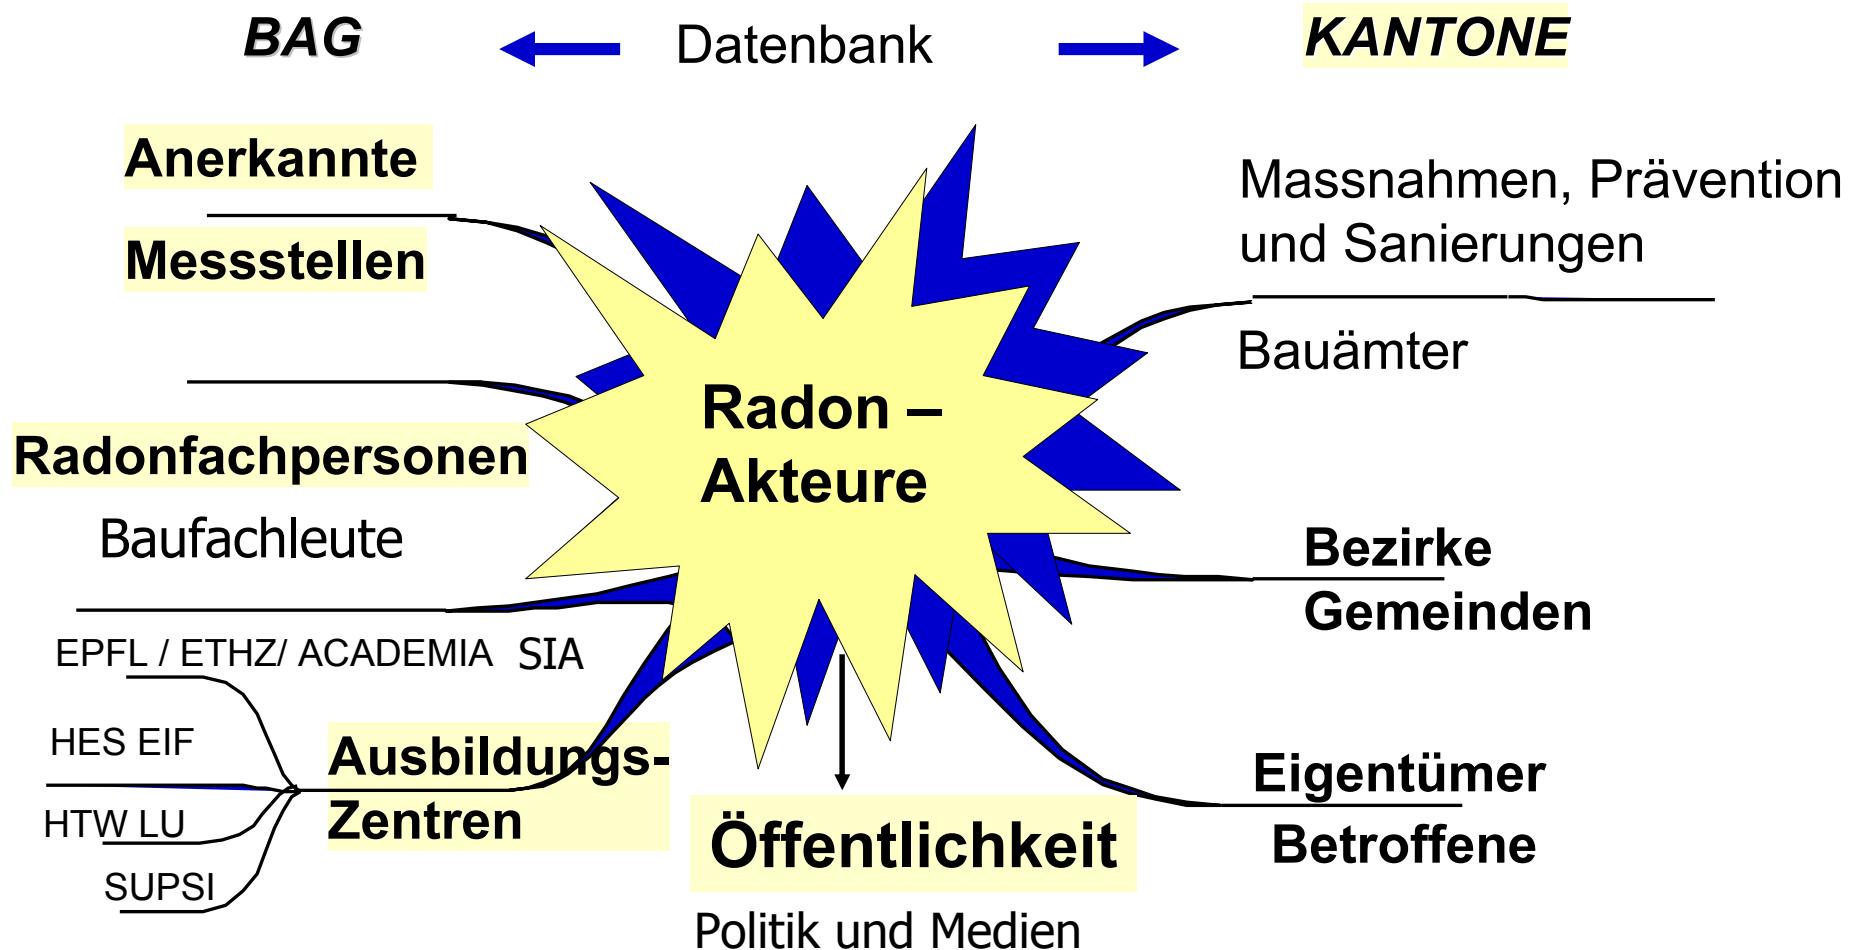 BAG
Datenbank
KANTONE
Anerkannte
Messstellen
Massnahmen, Prävention
und Sanierungen
Bauämter
Radon –
Akteure
Radonfachpersonen
Baufachleute
Bezirke
Gemeinden
EPFL / ETHZ/ ACADEMIA SIA
HES EIF
HTW LU
SUPSI
Ausbildungs-
Zentren
Eigentümer
Betroffene
Öffentlichkeit
Politik und Medien